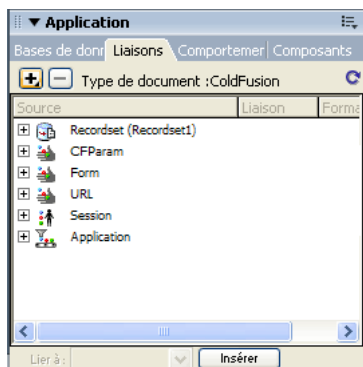 Application
Bases de donr Liaisons Comportemer Composants
Type de document :ColdFusion
Source Liaison Forma
Recordset (Recordset1)
CFParam
Form
URL
Session
Application
Lier à : Insérer